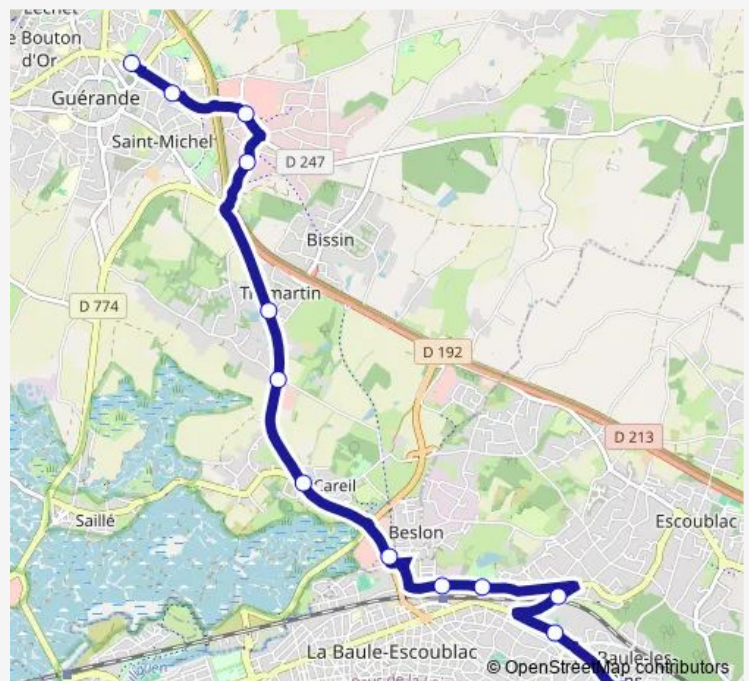 e Bouton
d'Or
Guérande
Saint-Michel
D 247
Bissin
D 774
D 192
D 213
Careil
Saillé
Beslon
Escoublac
La Baule-Escoublac
© OpenStreetMap contributors